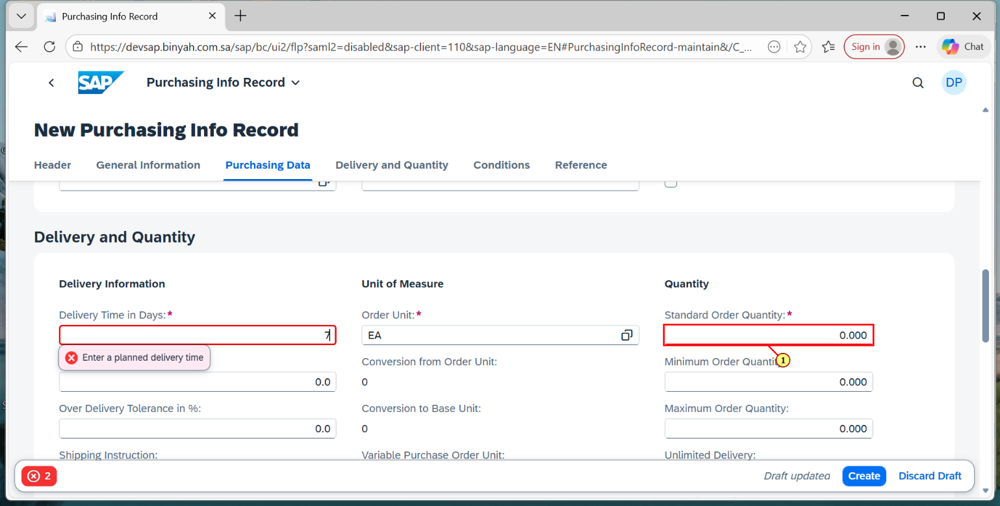 Purchasing Info Record
https://devsap.binyah.com.sa/sap/bc/ui2/flp?saml2=disabled&sap-client=110&sap-language=EN#PurchasingInfoRecord-maintain&/C_...
Sign in
Chat
SAP
Purchasing Info Record
DP
New Purchasing Info Record
Header
General Information
Purchasing Data
Delivery and Quantity
Conditions
Reference
Delivery and Quantity
Delivery Information
Unit of Measure
Quantity
Delivery Time in Days:*
Order Unit:*
Standard Order Quantity:*
7
EA
0.000
Enter a planned delivery time
Conversion from Order Unit:
Minimum Order Quantity
1
0.0
0
0.000
Over Delivery Tolerance in %:
Conversion to Base Unit:
Maximum Order Quantity:
0.0
0
0.000
Shipping Instruction:
Variable Purchase Order Unit:
Unlimited Delivery:
2
Draft updated
Create
Discard Draft